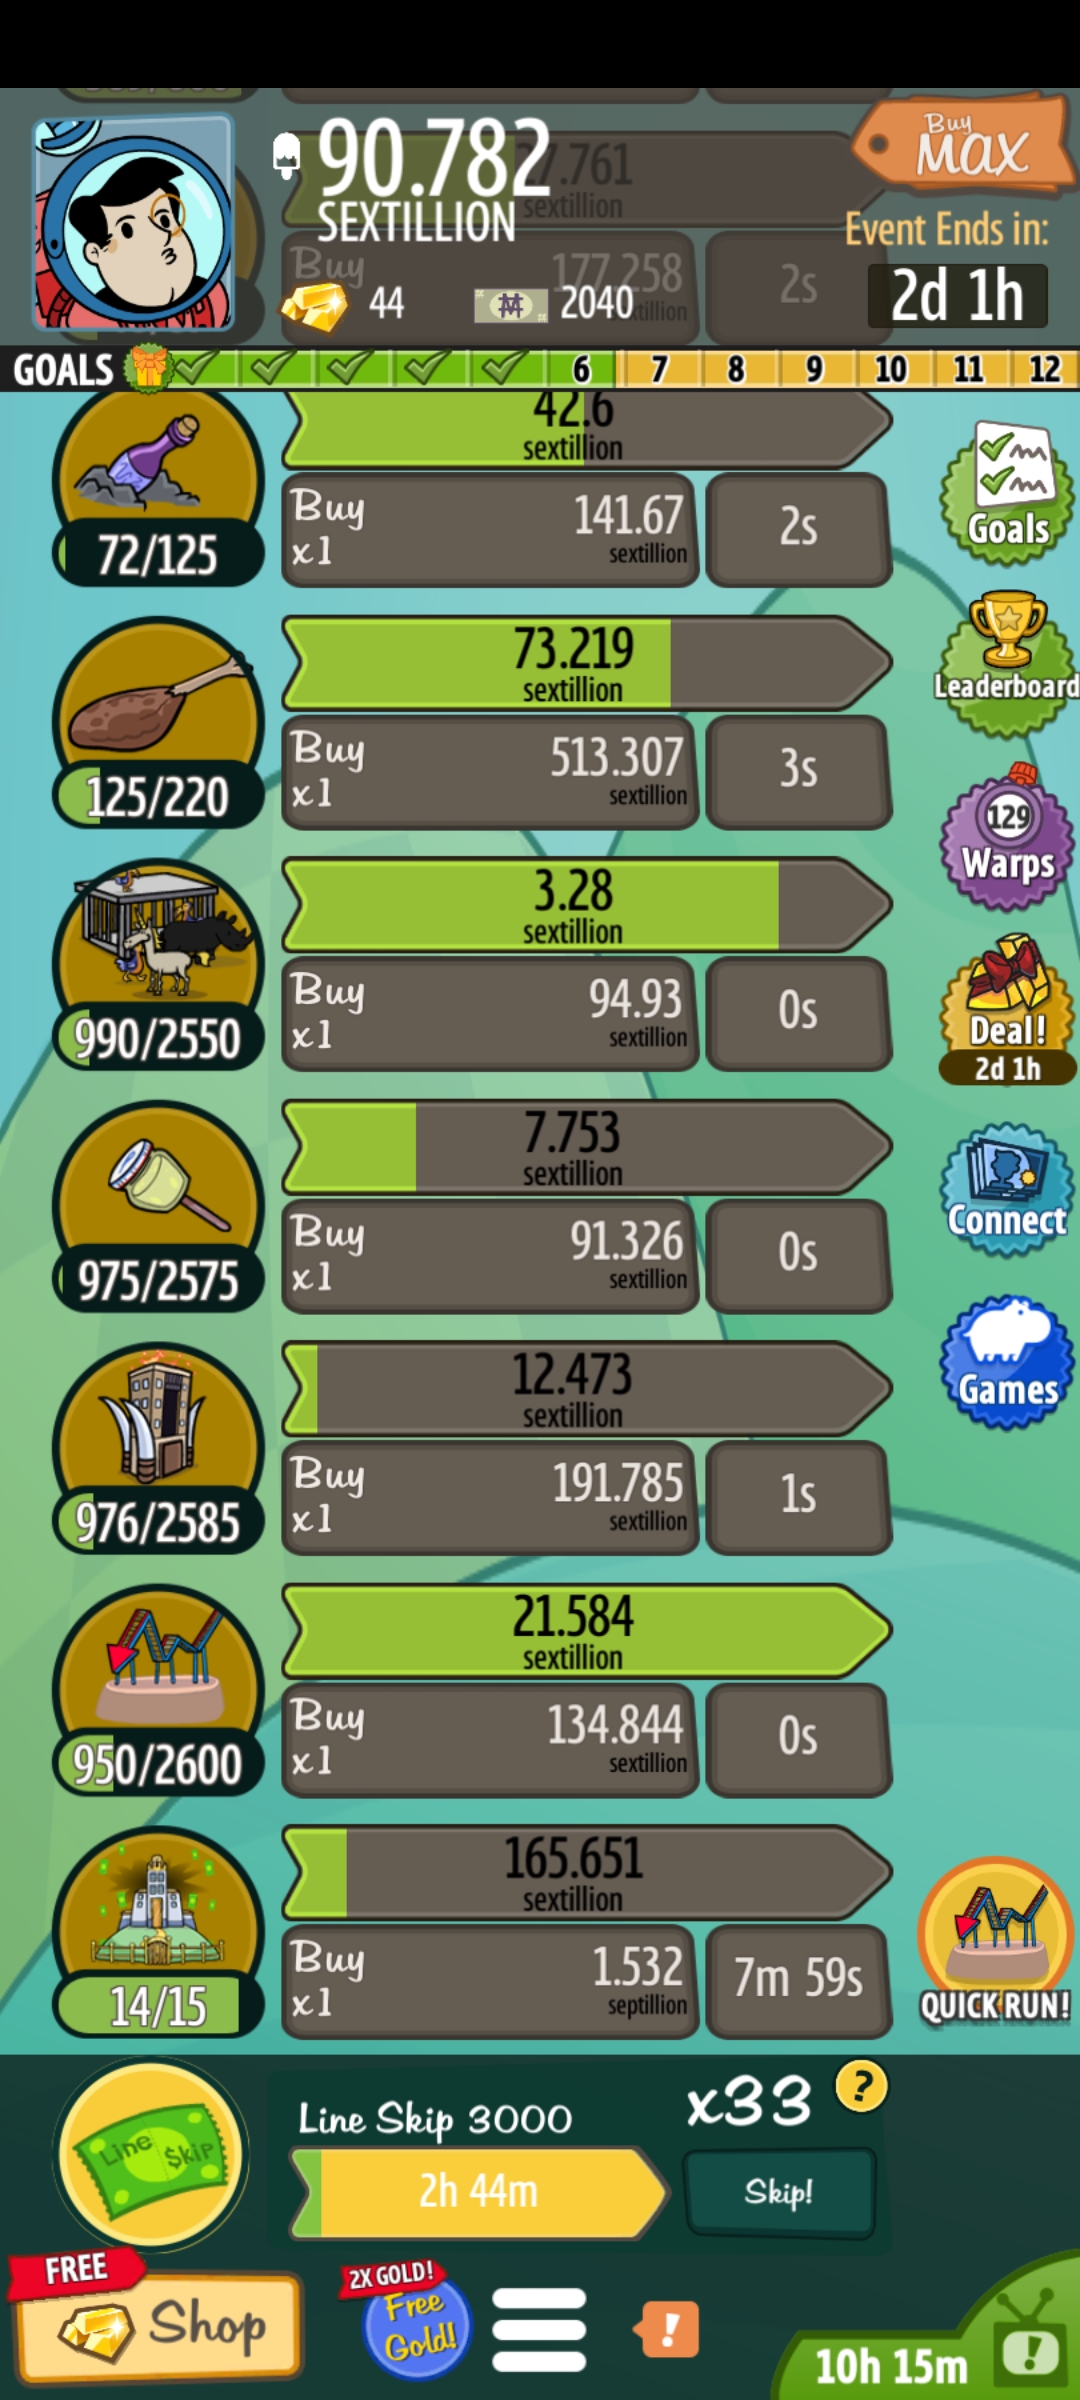 90.782
SEXTILLION
Buy
MAX
Event Ends in:
2d 1h
44
2040
27.761
sextillion
Buy
177.258
2s
GOALS
6
7
8
9
10
11
12
42.6
sextillion
72/125
Buy
x1
141.67
sextillion
2s
Goals
73.219
sextillion
125/220
Buy
x1
513.307
sextillion
3s
Leaderboard
129
Warps
3.28
sextillion
990/2550
Buy
x1
94.93
sextillion
0s
Deal!
2d 1h
7.753
sextillion
975/2575
Buy
x1
91.326
sextillion
0s
Connect
12.473
sextillion
976/2585
Buy
x1
191.785
sextillion
1s
Games
21.584
sextillion
950/2600
Buy
x1
134.844
sextillion
0s
165.651
sextillion
14/15
Buy
x1
1.532
septillion
7m 59s
QUICK RUN!
Line Skip
Line Skip 3000
2h 44m
x33
?
Skip!
FREE
Shop
2X GOLD!
Free
Gold!
!
10h 15m
!